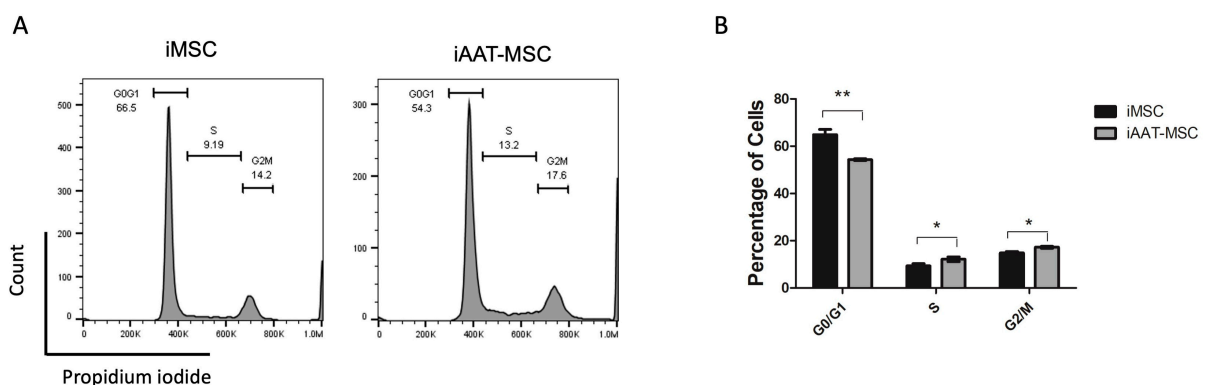 A
iMSC
G0G1
66.5
S
9.19
G2M
14.2
500
400
300
200
100
0
0 200K 400K 600K 800K 1.0M
Count
Propidium iodide
iAAT-MSC
G0G1
54.3
S
13.2
G2M
17.6
300
200
100
0
0 200K 400K 600K 800K 1.0M
B
Percentage of Cells
80
60
40
20
0
**
*
*
G0/G1
S
G2/M
iMSC
iAAT-MSC